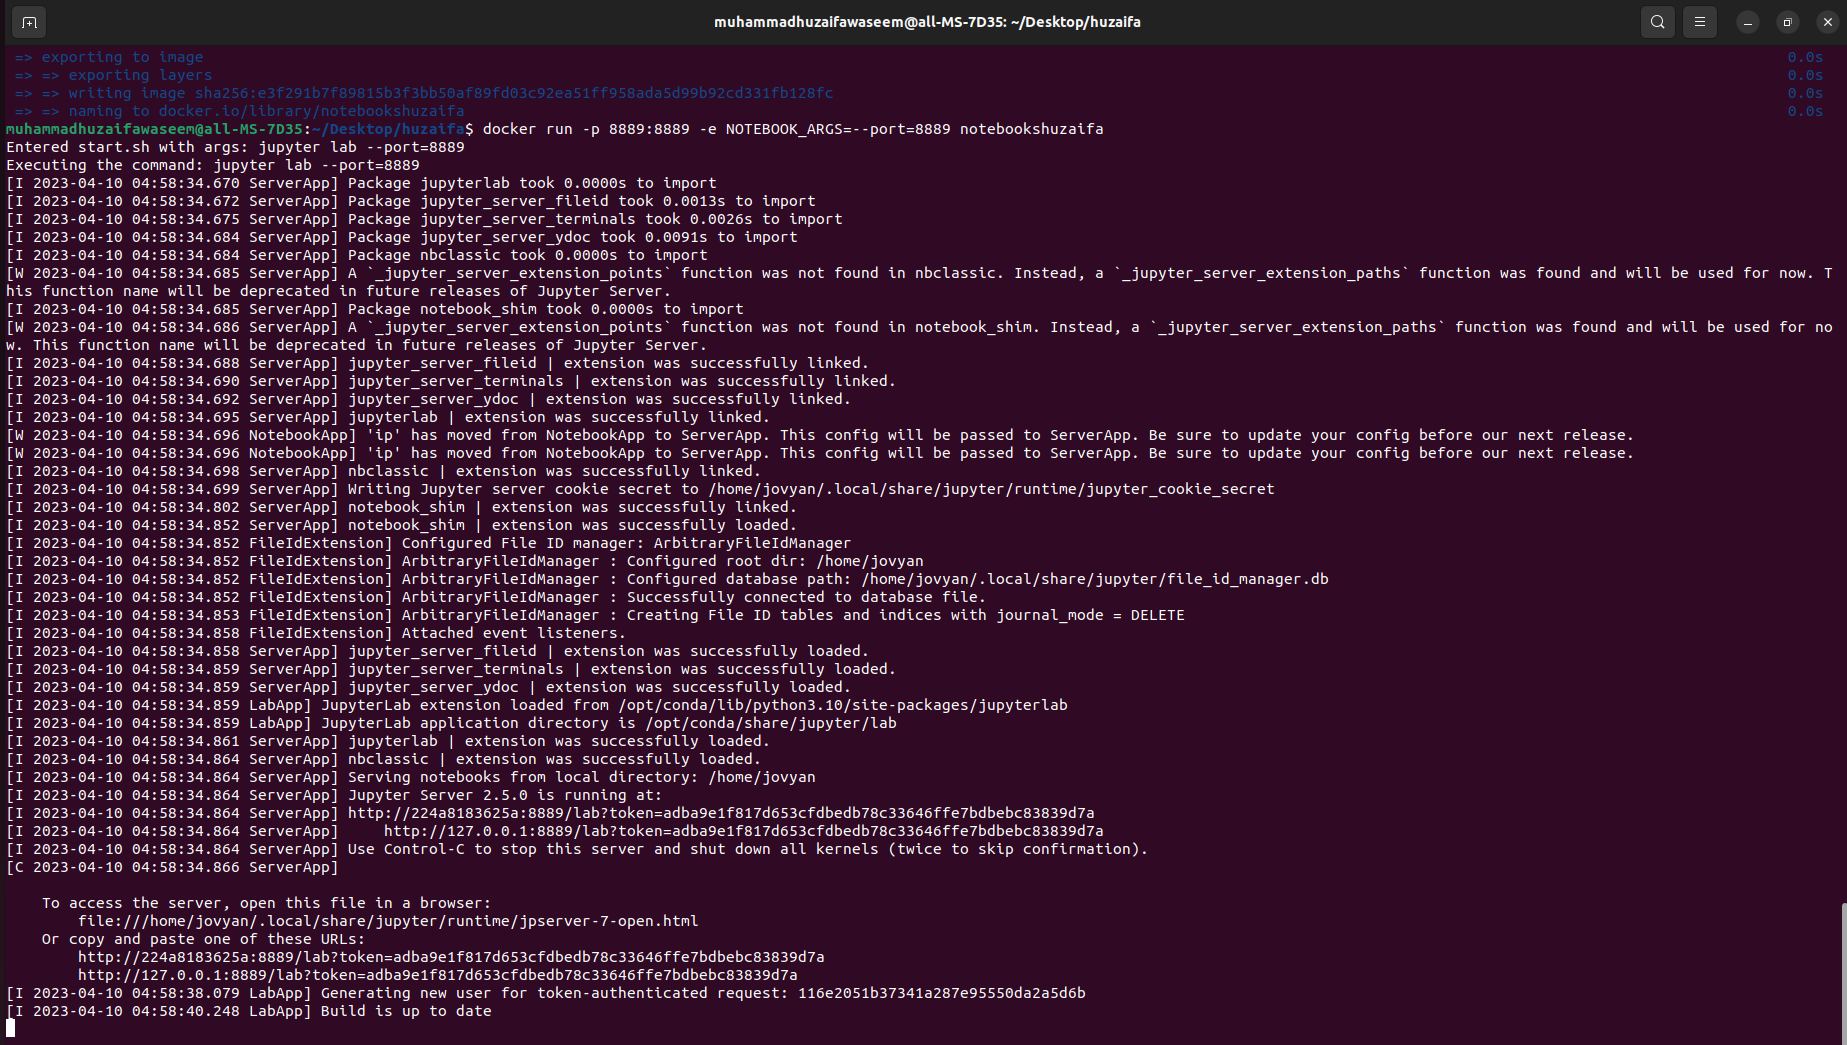 muhammadhuzaifawaseem@all-MS-7D35: ~/Desktop/huzaifa
=> exporting to image 0.0s
=> => exporting layers 0.0s
=> => writing image sha256:e3f291b7f89815b3f3bb50af89fd03c92ea51ff958ada5d99b92cd331fb128fc 0.0s
=> => naming to docker.io/library/notebookshuzaifa 0.0s
muhammadhuzaifawaseem@all-MS-7D35:~/Desktop/huzaifa$ docker run -p 8889:8889 -e NOTEBOOK_ARGS=--port=8889 notebookshuzaifa
Entered start.sh with args: jupyter lab --port=8889
Executing the command: jupyter lab --port=8889
[I 2023-04-10 04:58:34.670 ServerApp] Package jupyterlab took 0.0000s to import
[I 2023-04-10 04:58:34.672 ServerApp] Package jupyter_server_fileid took 0.0013s to import
[I 2023-04-10 04:58:34.675 ServerApp] Package jupyter_server_terminals took 0.0026s to import
[I 2023-04-10 04:58:34.684 ServerApp] Package jupyter_server_ydoc took 0.0091s to import
[I 2023-04-10 04:58:34.684 ServerApp] Package nbclassic took 0.0000s to import
[W 2023-04-10 04:58:34.685 ServerApp] A `_jupyter_server_extension_points` function was not found in nbclassic. Instead, a `_jupyter_server_extension_paths` function was found and will be used for now. T
his function name will be deprecated in future releases of Jupyter Server.
[I 2023-04-10 04:58:34.685 ServerApp] Package notebook_shim took 0.0000s to import
[W 2023-04-10 04:58:34.686 ServerApp] A `_jupyter_server_extension_points` function was not found in notebook_shim. Instead, a `_jupyter_server_extension_paths` function was found and will be used for no
w. This function name will be deprecated in future releases of Jupyter Server.
[I 2023-04-10 04:58:34.688 ServerApp] jupyter_server_fileid | extension was successfully linked.
[I 2023-04-10 04:58:34.690 ServerApp] jupyter_server_terminals | extension was successfully linked.
[I 2023-04-10 04:58:34.692 ServerApp] jupyter_server_ydoc | extension was successfully linked.
[I 2023-04-10 04:58:34.695 ServerApp] jupyterlab | extension was successfully linked.
[W 2023-04-10 04:58:34.696 NotebookApp] 'ip' has moved from NotebookApp to ServerApp. This config will be passed to ServerApp. Be sure to update your config before our next release.
[W 2023-04-10 04:58:34.696 NotebookApp] 'ip' has moved from NotebookApp to ServerApp. This config will be passed to ServerApp. Be sure to update your config before our next release.
[I 2023-04-10 04:58:34.698 ServerApp] nbclassic | extension was successfully linked.
[I 2023-04-10 04:58:34.699 ServerApp] Writing Jupyter server cookie secret to /home/jovyan/.local/share/jupyter/runtime/jupyter_cookie_secret
[I 2023-04-10 04:58:34.802 ServerApp] notebook_shim | extension was successfully linked.
[I 2023-04-10 04:58:34.852 ServerApp] notebook_shim | extension was successfully loaded.
[I 2023-04-10 04:58:34.852 FileIdExtension] Configured File ID manager: ArbitraryFileIdManager
[I 2023-04-10 04:58:34.852 FileIdExtension] ArbitraryFileIdManager : Configured root dir: /home/jovyan
[I 2023-04-10 04:58:34.852 FileIdExtension] ArbitraryFileIdManager : Configured database path: /home/jovyan/.local/share/jupyter/file_id_manager.db
[I 2023-04-10 04:58:34.852 FileIdExtension] ArbitraryFileIdManager : Successfully connected to database file.
[I 2023-04-10 04:58:34.853 FileIdExtension] ArbitraryFileIdManager : Creating File ID tables and indices with journal_mode = DELETE
[I 2023-04-10 04:58:34.858 FileIdExtension] Attached event listeners.
[I 2023-04-10 04:58:34.858 ServerApp] jupyter_server_fileid | extension was successfully loaded.
[I 2023-04-10 04:58:34.859 ServerApp] jupyter_server_terminals | extension was successfully loaded.
[I 2023-04-10 04:58:34.859 ServerApp] jupyter_server_ydoc | extension was successfully loaded.
[I 2023-04-10 04:58:34.859 LabApp] JupyterLab extension loaded from /opt/conda/lib/python3.10/site-packages/jupyterlab
[I 2023-04-10 04:58:34.859 LabApp] JupyterLab application directory is /opt/conda/share/jupyter/lab
[I 2023-04-10 04:58:34.861 ServerApp] jupyterlab | extension was successfully loaded.
[I 2023-04-10 04:58:34.864 ServerApp] nbclassic | extension was successfully loaded.
[I 2023-04-10 04:58:34.864 ServerApp] Serving notebooks from local directory: /home/jovyan
[I 2023-04-10 04:58:34.864 ServerApp] Jupyter Server 2.5.0 is running at:
[I 2023-04-10 04:58:34.864 ServerApp] http://224a8183625a:8889/lab?token=adba9e1f817d653cfdbedb78c33646ffe7bdbebc83839d7a
[I 2023-04-10 04:58:34.864 ServerApp]     http://127.0.0.1:8889/lab?token=adba9e1f817d653cfdbedb78c33646ffe7bdbebc83839d7a
[I 2023-04-10 04:58:34.864 ServerApp] Use Control-C to stop this server and shut down all kernels (twice to skip confirmation).
[C 2023-04-10 04:58:34.866 ServerApp]
To access the server, open this file in a browser:
file:///home/jovyan/.local/share/jupyter/runtime/jpserver-7-open.html
Or copy and paste one of these URLs:
http://224a8183625a:8889/lab?token=adba9e1f817d653cfdbedb78c33646ffe7bdbebc83839d7a
http://127.0.0.1:8889/lab?token=adba9e1f817d653cfdbedb78c33646ffe7bdbebc83839d7a
[I 2023-04-10 04:58:38.079 LabApp] Generating new user for token-authenticated request: 116e2051b37341a287e95550da2a5d6b
[I 2023-04-10 04:58:40.248 LabApp] Build is up to date